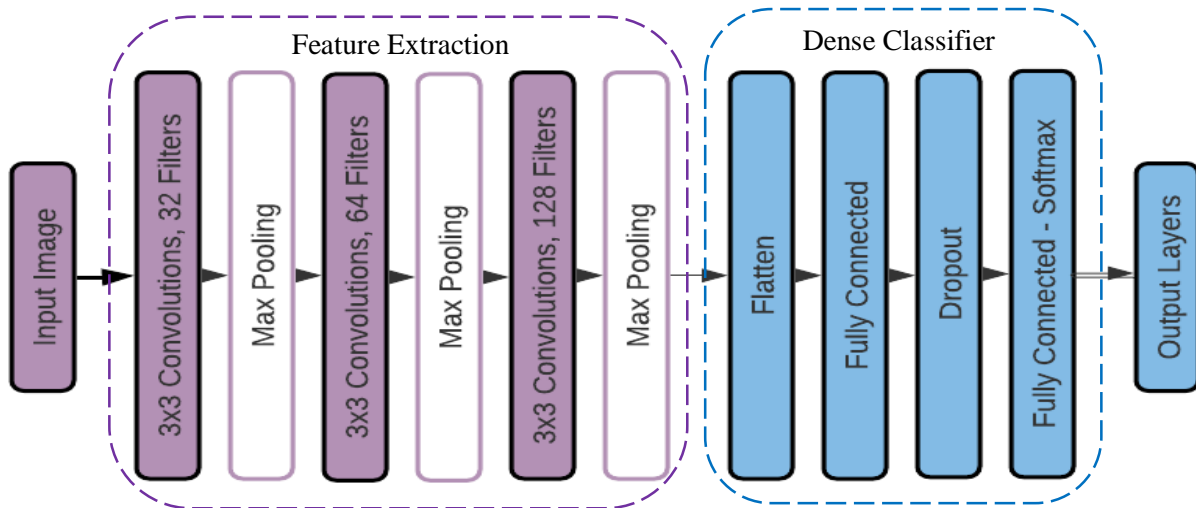 Feature Extraction
Dense Classifier
Input Image
3x3 Convolutions, 32 Filters
Max Pooling
3x3 Convolutions, 64 Filters
Max Pooling
3x3 Convolutions, 128 Filters
Max Pooling
Flatten
Fully Connected
Dropout
Fully Connected - Softmax
Output Layers